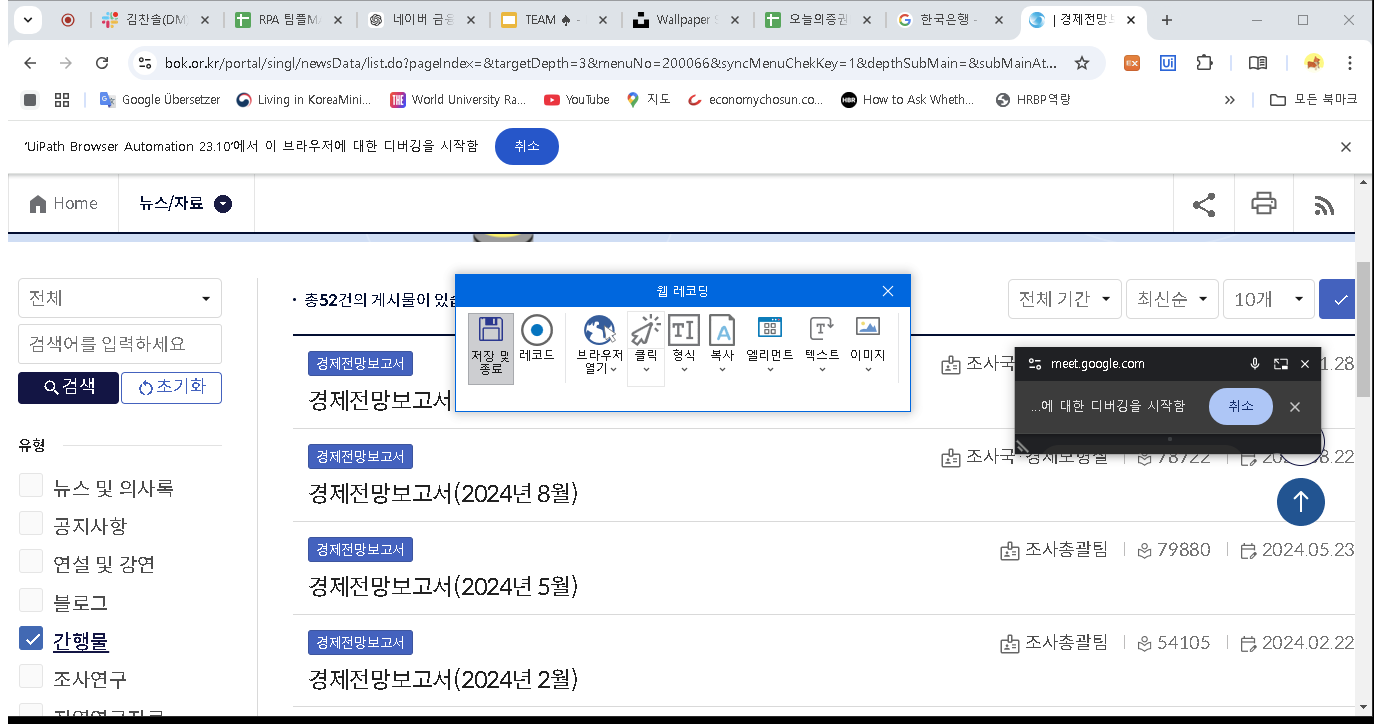 김찬솔(DM
RPA 팀플M
네이버 금융
TEAM ♠ -
Wallpaper S
오늘의증권
한국은행 -
| 경제전망보
bok.or.kr/portal/singl/newsData/list.do?pageIndex=&targetDepth=3&menuNo=200066&syncMenuChekKey=1&depthSubMain=&subMainAt...
Google Übersetzer
Living in KoreaMini...
World University Ra...
YouTube
지도
economychosun.co...
HBR
How to Ask Wheth...
HRBP역량
모든 북마크
'UiPath Browser Automation 23.10'에서 이 브라우저에 대한 디버깅을 시작함
취소
Home
뉴스/자료
전체
검색어를 입력하세요
검색
초기화
유형
뉴스 및 의사록
공지사항
연설 및 강연
블로그
간행물
조사연구
지역연구자료
· 총52건의 게시물이
전체 기간
최신순
10개
웹 레코딩
저장 및
종료
레코드
브라우저
열기
클릭
형식
복사
엘리먼트
텍스트
이미지
meet.google.com
...에 대한 디버깅을 시작함
취소
경제전망보고서
조사국
1.28
경제전망보고서
경제전망보고서
조사국 경제모형실
78722
8.22
경제전망보고서(2024년 8월)
경제전망보고서
조사총괄팀
79880
2024.05.23
경제전망보고서(2024년 5월)
경제전망보고서
조사총괄팀
54105
2024.02.22
경제전망보고서(2024년 2월)